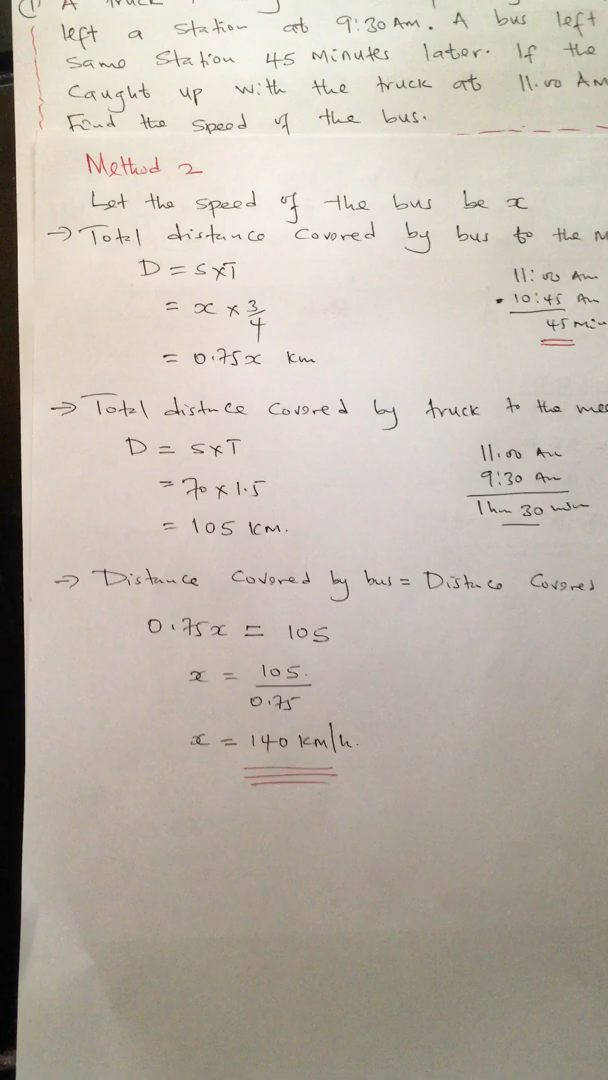 ① A Truck
left a station at 9:30 Am. A bus left
same station 45 minutes later. If the
caught up with the truck at 11.00 AM
Find the speed of the bus.
Method 2
Let the speed of the bus be x
→ Total distance covered by bus to the m
D = S×T
= x × 3/4
= 0.75x km
11:00 Am
10:45 Am
45 Min
→ Total distance covered by truck to the mee
D = S×T
= 70 × 1.5
= 105 km.
11.00 Am
9:30 Am
1hr 30 min
→ Distance covered by bus = Distance covered
0.75x = 105
x = 105/0.75
x = 140 km/h.